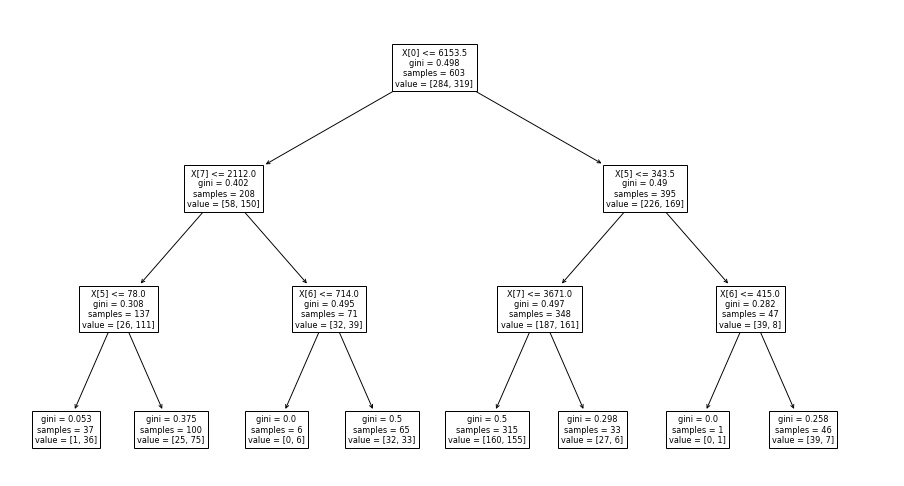 X[0] <= 6153.5
gini = 0.498
samples = 603
value = [284, 319]
X[7] <= 2112.0
gini = 0.402
samples = 208
value = [58, 150]
X[5] <= 343.5
gini = 0.49
samples = 395
value = [226, 169]
X[5] <= 78.0
gini = 0.308
samples = 137
value = [26, 111]
X[6] <= 714.0
gini = 0.495
samples = 71
value = [32, 39]
X[7] <= 3671.0
gini = 0.497
samples = 348
value = [187, 161]
X[6] <= 415.0
gini = 0.282
samples = 47
value = [39, 8]
gini = 0.053
samples = 37
value = [1, 36]
gini = 0.375
samples = 100
value = [25, 75]
gini = 0.0
samples = 6
value = [0, 6]
gini = 0.5
samples = 65
value = [32, 33]
gini = 0.5
samples = 315
value = [160, 155]
gini = 0.298
samples = 33
value = [27, 6]
gini = 0.0
samples = 1
value = [0, 1]
gini = 0.258
samples = 46
value = [39, 7]